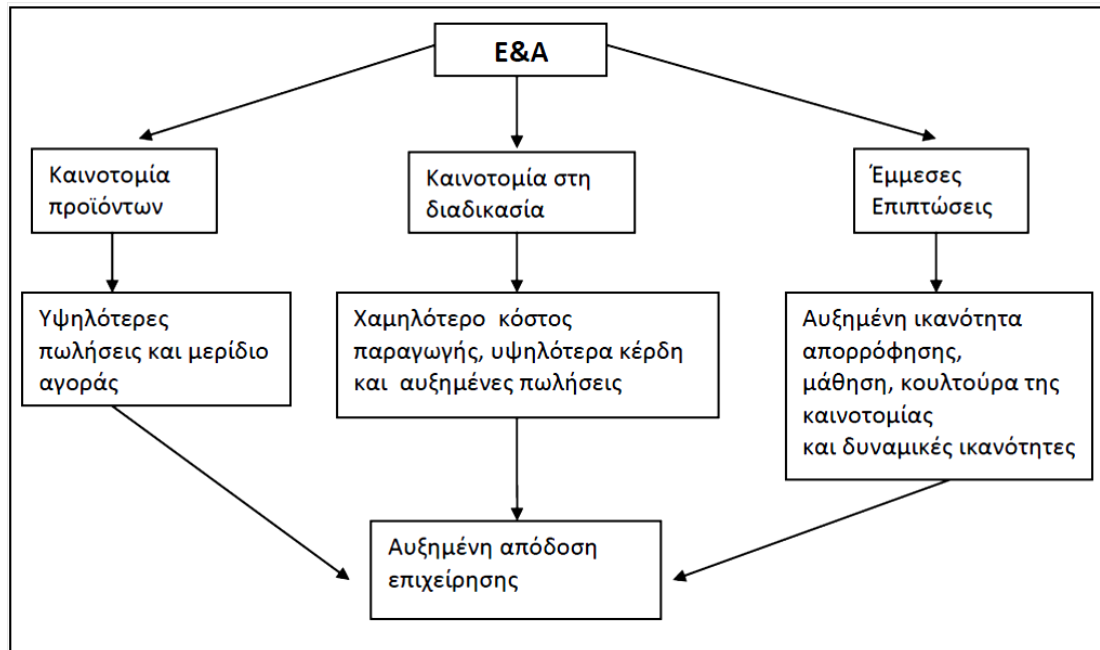 Ε&Α
Καινοτομία
προϊόντων
Καινοτομία στη
διαδικασία
Έμμεσες
Επιπτώσεις
Υψηλότερες
πωλήσεις και μερίδιο
αγοράς
Χαμηλότερο κόστος
παραγωγής, υψηλότερα κέρδη
και αυξημένες πωλήσεις
Αυξημένη ικανότητα
απορρόφησης,
μάθηση, κουλτούρα της
καινοτομίας
και δυναμικές ικανότητες
Αυξημένη απόδοση
επιχείρησης